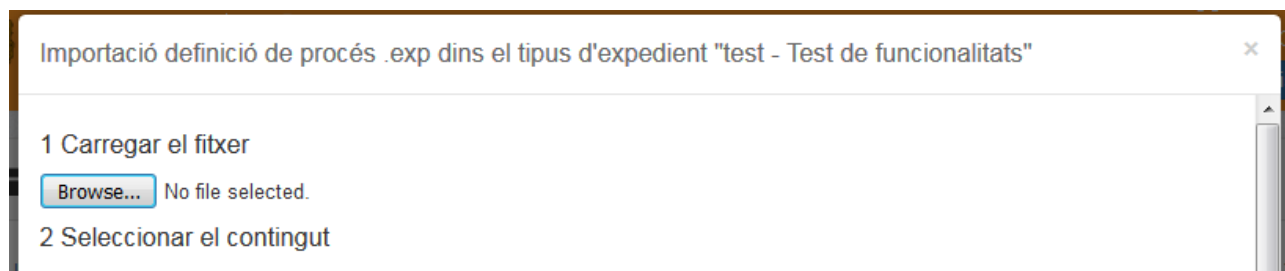 Importació definició de procés .exp dins el tipus d'expedient "test - Test de funcionalitats"
×
1 Carregar el fitxer
Browse... No file selected.
2 Seleccionar el contingut